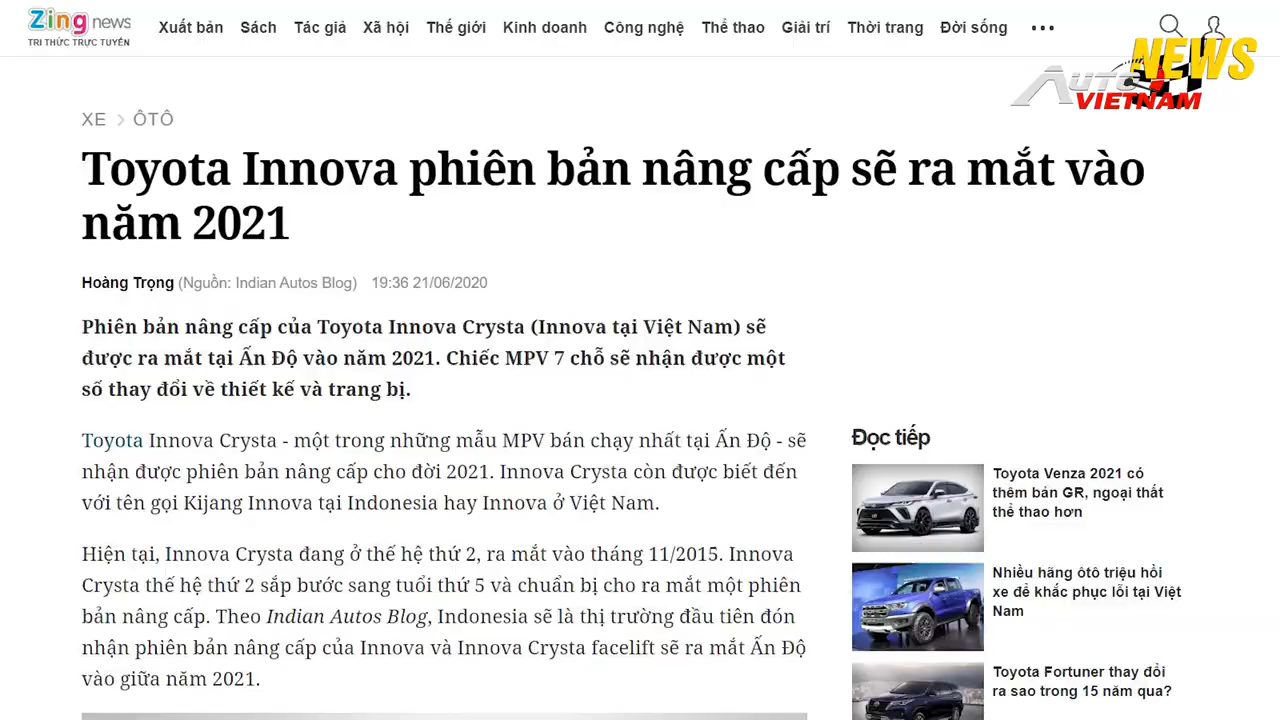 Zing news
TRI THỨC TRỰC TUYẾN
Xuất bản Sách Tác giả Xã hội Thế giới Kinh doanh Công nghệ Thể thao Giải trí Thời trang Đời sống
NEWS
AUTO
VIETNAM
XE > ÔTÔ
Toyota Innova phiên bản nâng cấp sẽ ra mắt vào
năm 2021
Hoàng Trọng (Nguồn: Indian Autos Blog) 19:36 21/06/2020
Phiên bản nâng cấp của Toyota Innova Crysta (Innova tại Việt Nam) sẽ
được ra mắt tại Ấn Độ vào năm 2021. Chiếc MPV 7 chỗ sẽ nhận được một
số thay đổi về thiết kế và trang bị.
Toyota Innova Crysta - một trong những mẫu MPV bán chạy nhất tại Ấn Độ - sẽ
nhận được phiên bản nâng cấp cho đời 2021. Innova Crysta còn được biết đến
với tên gọi Kijang Innova tại Indonesia hay Innova ở Việt Nam.
Hiện tại, Innova Crysta đang ở thế hệ thứ 2, ra mắt vào tháng 11/2015. Innova
Crysta thế hệ thứ 2 sắp bước sang tuổi thứ 5 và chuẩn bị cho ra mắt một phiên
bản nâng cấp. Theo Indian Autos Blog, Indonesia sẽ là thị trường đầu tiên đón
nhận phiên bản nâng cấp của Innova và Innova Crysta facelift sẽ ra mắt Ấn Độ
vào giữa năm 2021.
Đọc tiếp
Toyota Venza 2021 có
thêm bản GR, ngoại thất
thể thao hơn
Nhiều hãng ôtô triệu hồi
xe để khắc phục lỗi tại Việt
Nam
Toyota Fortuner thay đổi
ra sao trong 15 năm qua?